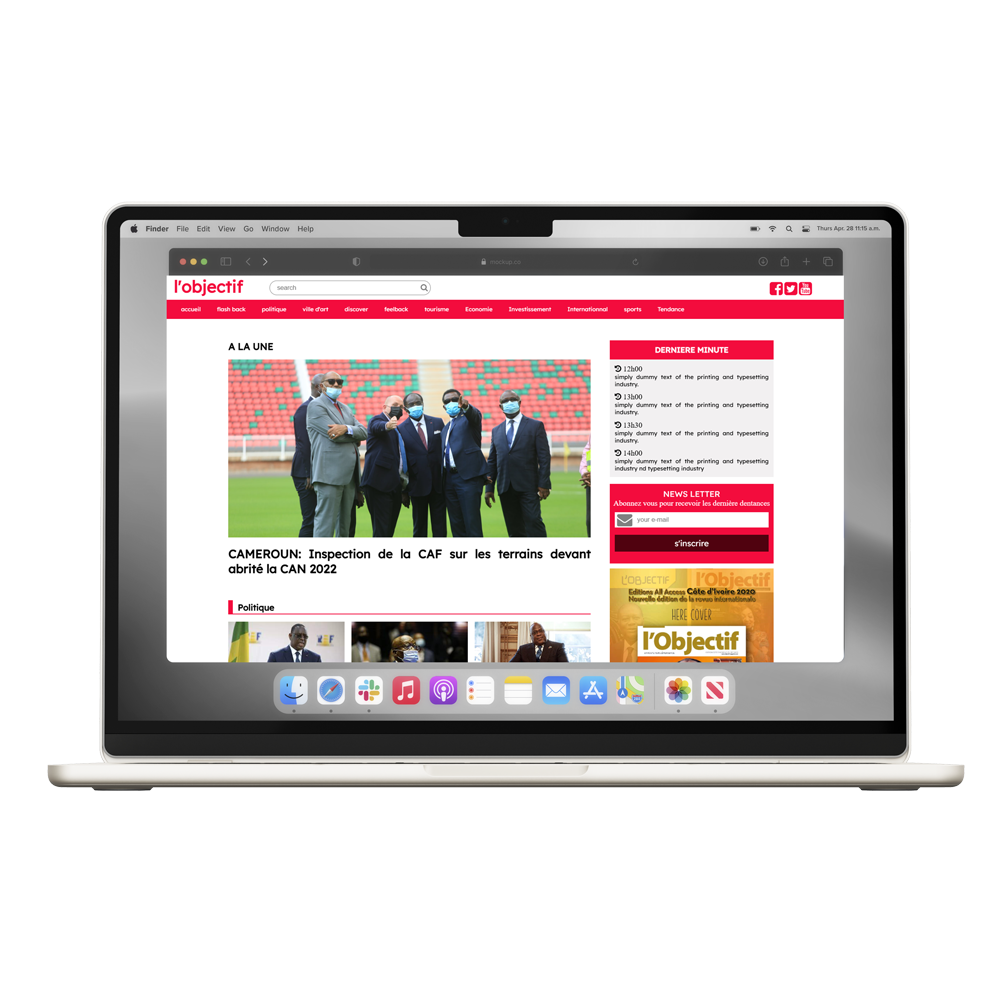 Finder File Edit View Go Window Help
Thurs Apr. 28 11:15 a.m.
mockup.co
l'objectif
search
You
Tube
accueil flash back politique ville d'art discover feelback tourisme Economie Investissement Internationnal sports Tendance
A LA UNE
CAMEROUN: Inspection de la CAF sur les terrains devant
abrité la CAN 2022
Politique
DERNIERE MINUTE
12h00
simply dummy text of the printing and typesetting
industry.
13h00
simply dummy text of the printing and typesetting
industry.
13h30
simply dummy text of the printing and typesetting
industry.
14h00
simply dummy text of the printing and typesetting
industry nd typesetting industry
NEWS LETTER
Abonnez vous pour recevoir les dernière dentances
your e-mail
s'inscrire
L'OBJECTIF l'Objectif
Editions All Access Côte d'Ivoire 2020
Nouvelle édition de la revue internationale
HERE COVER
l'Objectif